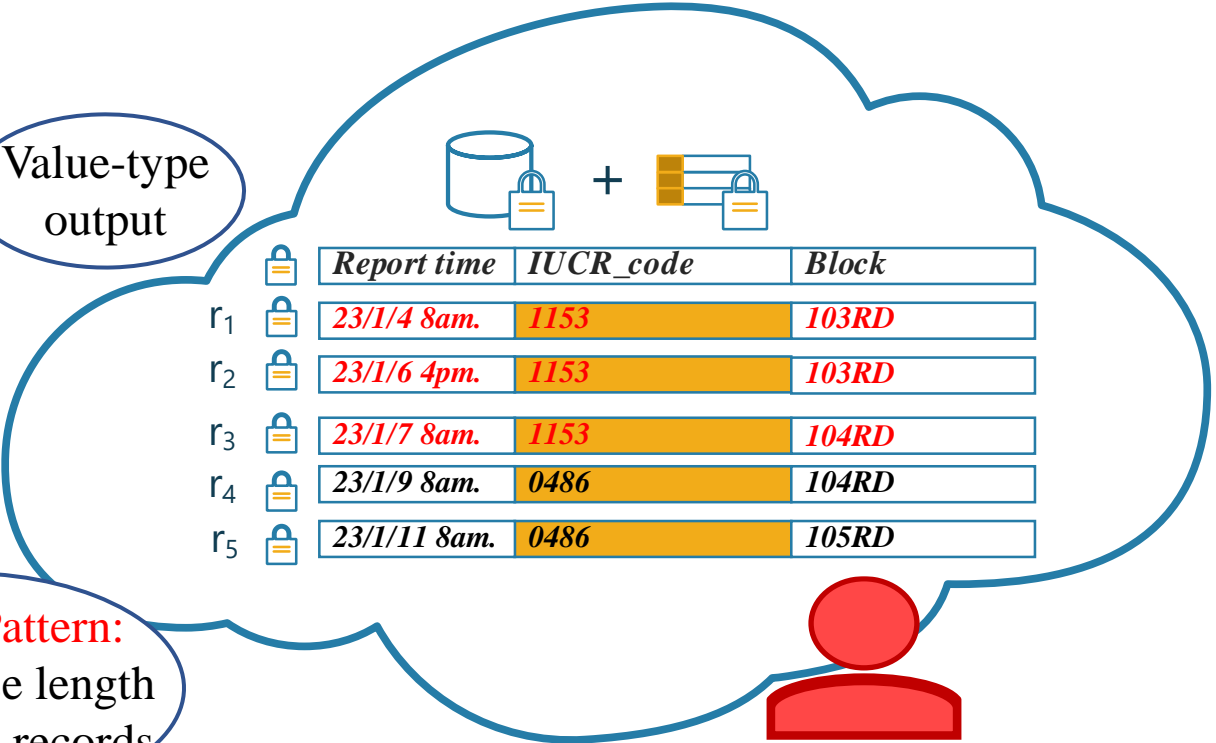 Value-type
output
+
Report time IUCR_code Block
r1 23/1/4 8am. 1153 103RD
r2 23/1/6 4pm. 1153 103RD
r3 23/1/7 8am. 1153 104RD
r4 23/1/9 8am. 0486 104RD
r5 23/1/11 8am. 0486 105RD
attern:
e length
records